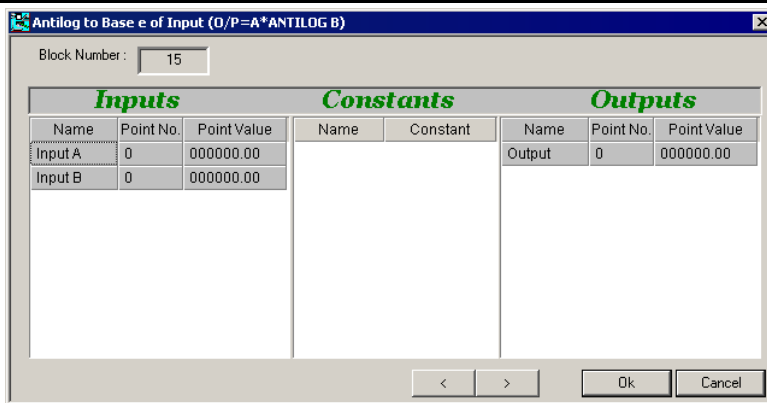 Antilog to Base e of Input (O/P=A*ANTILOG B)
Block Number : 15
Inputs Constants Outputs
Name Point No. Point Value Name Constant Name Point No. Point Value
Input A 0 000000.00 Output 0 000000.00
Input B 0 000000.00
< > Ok Cancel